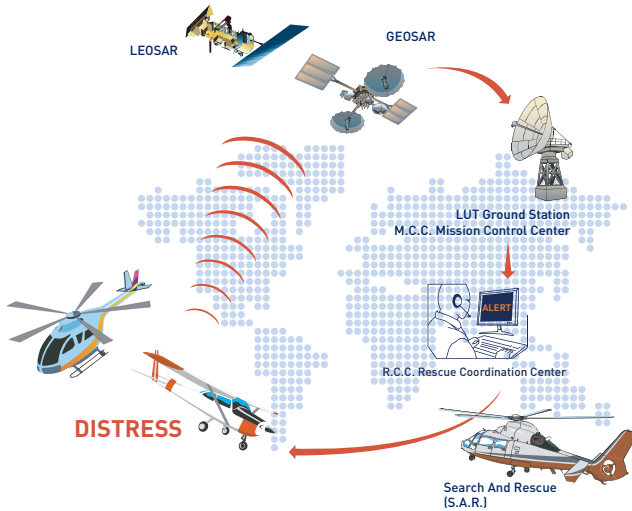 LEOSAR
GEOSAR
LUT Ground Station
M.C.C. Mission Control Center
ALERT
R.C.C. Rescue Coordination Center
DISTRESS
Search And Rescue
(S.A.R.)